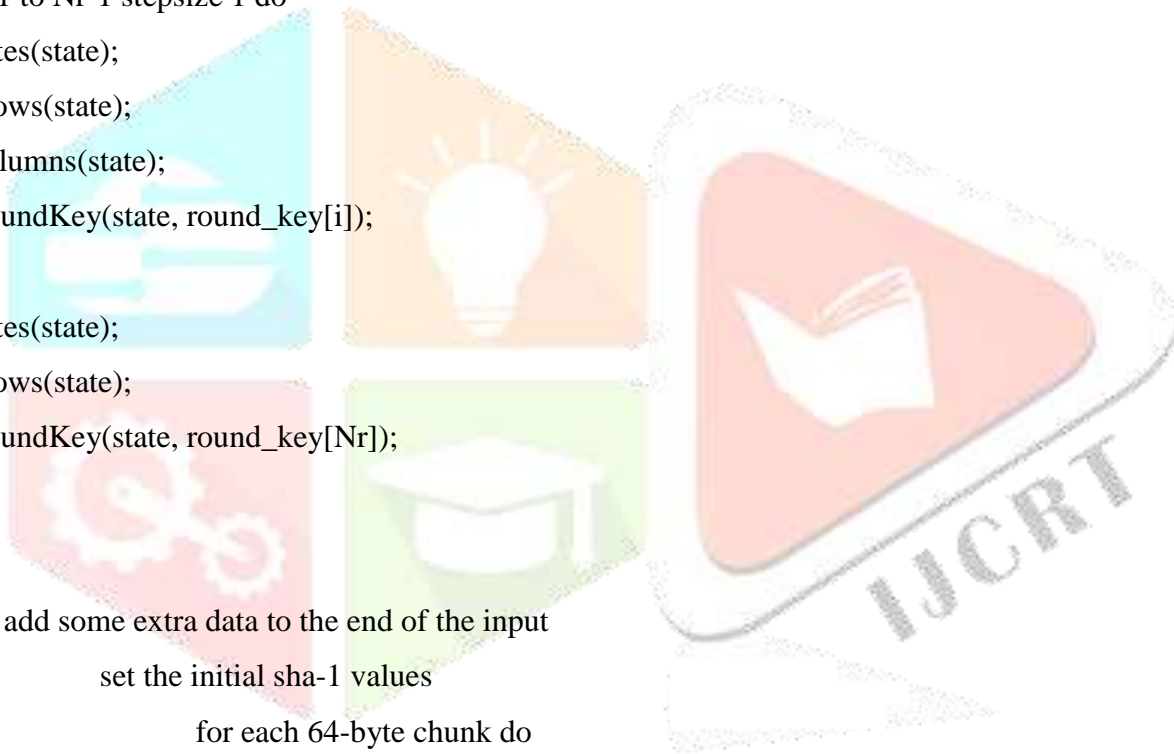 to Nr-1 stepsize 1 do
tes(state);
ows(state);
lumns(state);
undKey(state, round_key[i]);
tes(state);
ows(state);
undKey(state, round_key[Nr]);
add some extra data to the end of the input
set the initial sha-1 values
for each 64-byte chunk do
IJCRT